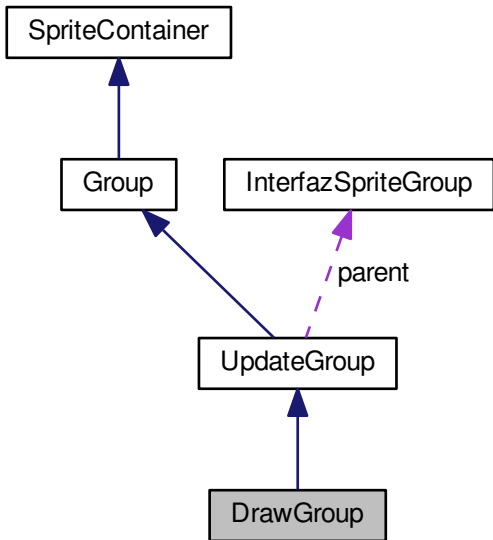 SpriteContainer
Group
InterfazSpriteGroup
parent
UpdateGroup
DrawGroup